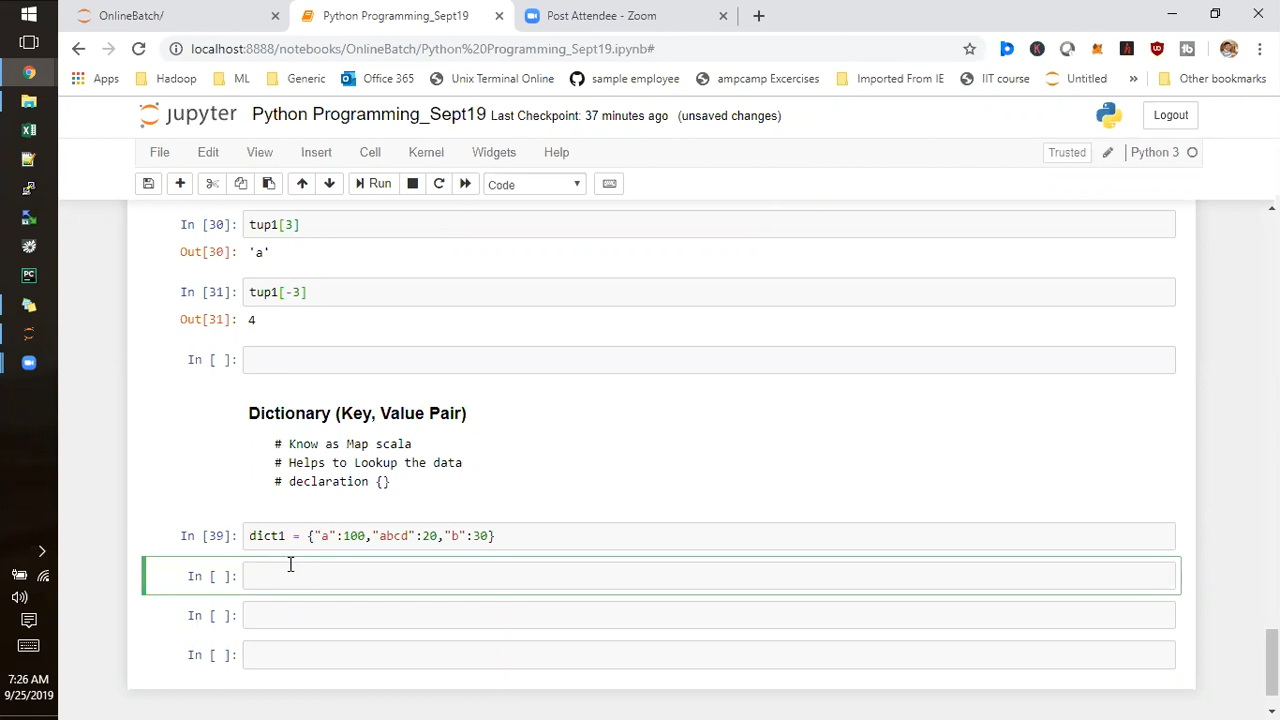 OnlineBatch/
Python Programming_Sept19
Post Attendee - Zoom
localhost:8888/notebooks/OnlineBatch/Python%20Programming_Sept19.ipynb#
Apps Hadoop ML Generic Office 365 Unix Terminal Online sample employee ampcamp Excercises Imported From IE IIT course Untitled » Other bookmarks
jupyter Python Programming_Sept19 Last Checkpoint: 37 minutes ago (unsaved changes) Logout
File Edit View Insert Cell Kernel Widgets Help Trusted Python 3
Run Code
In [30]: tup1[3]
Out[30]: 'a'
In [31]: tup1[-3]
Out[31]: 4
In [ ]:
Dictionary (Key, Value Pair)
# Know as Map scala
# Helps to Lookup the data
# declaration {}
In [39]: dict1 = {"a":100,"abcd":20,"b":30}
In [ ]:
In [ ]:
In [ ]:
7:26 AM
9/25/2019